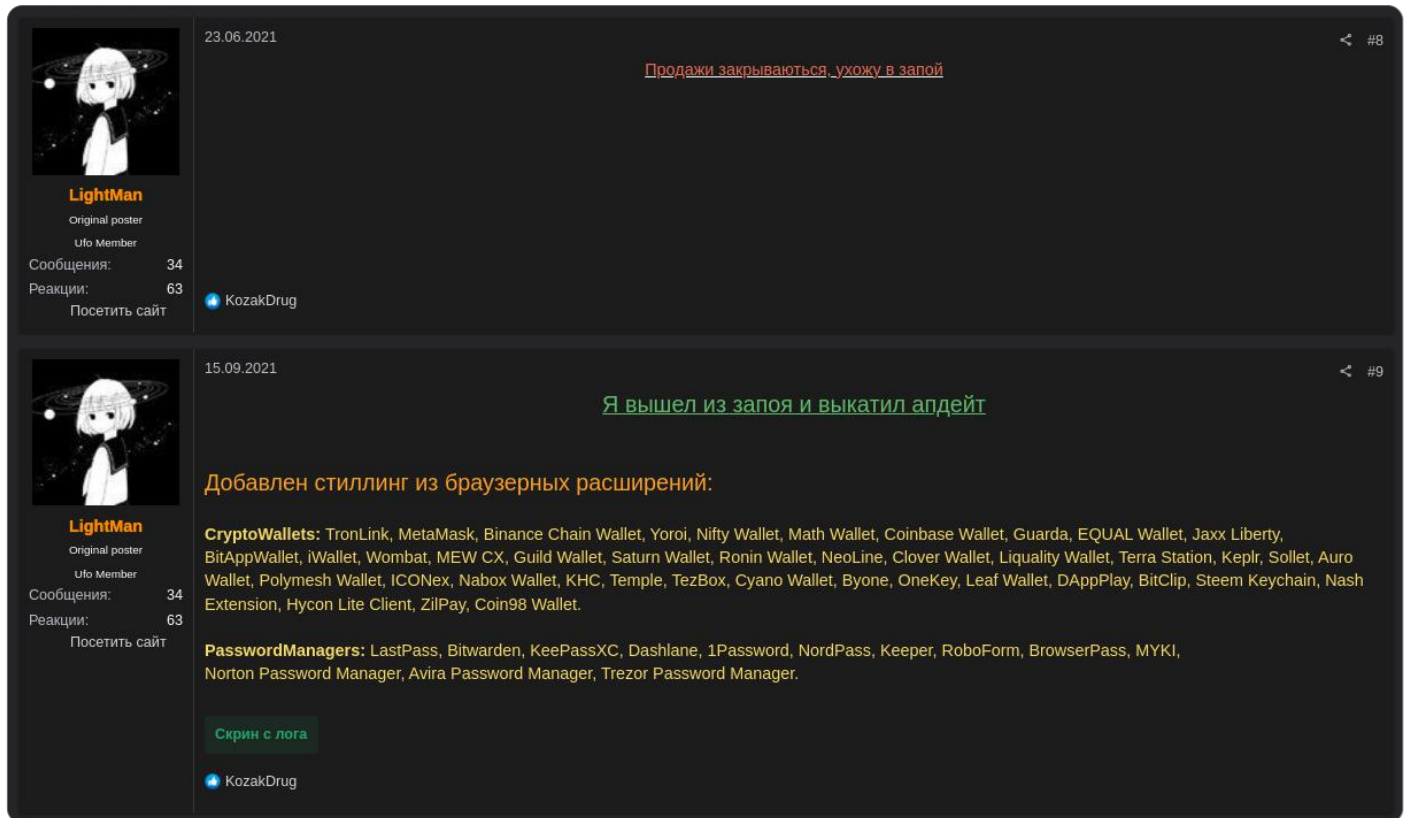 23.06.2021
#8
Продажи закрываються, ухожу в запой
LightMan
Original poster
Ufo Member
Сообщения: 34
Реакции: 63
Посетить сайт
KozakDrug
15.09.2021
#9
Я вышел из запоя и выкатил апдейт
Добавлен стиллинг из браузерных расширений:
CryptoWallets: TronLink, MetaMask, Binance Chain Wallet, Yoroi, Nifty Wallet, Math Wallet, Coinbase Wallet, Guarda, EQUAL Wallet, Jaxx Liberty,
BitAppWallet, iWallet, Wombat, MEW CX, Guild Wallet, Saturn Wallet, Ronin Wallet, NeoLine, Clover Wallet, Liquality Wallet, Terra Station, Keplr, Sollet, Auro
Wallet, Polymesh Wallet, ICONex, Nabox Wallet, KHC, Temple, TezBox, Cyano Wallet, Byone, OneKey, Leaf Wallet, DAppPlay, BitClip, Steem Keychain, Nash
Extension, Hycon Lite Client, ZilPay, Coin98 Wallet.
PasswordManagers: LastPass, Bitwarden, KeePassXC, Dashlane, 1Password, NordPass, Keeper, RoboForm, BrowserPass, MYKI,
Norton Password Manager, Avira Password Manager, Trezor Password Manager.
LightMan
Original poster
Ufo Member
Сообщения: 34
Реакции: 63
Посетить сайт
Скрин с лога
KozakDrug